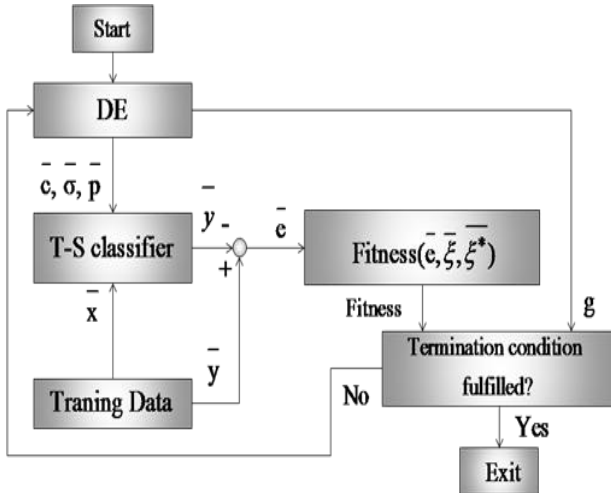 Start
DE
c̄, σ̄, p̄
ȳ
-
ē
T-S classifier
+
Fitness(ē, ξ̄, ξ̄*)
x̄
Fitness
g
ȳ
Termination condition
fulfilled?
Traning Data
No
Yes
Exit